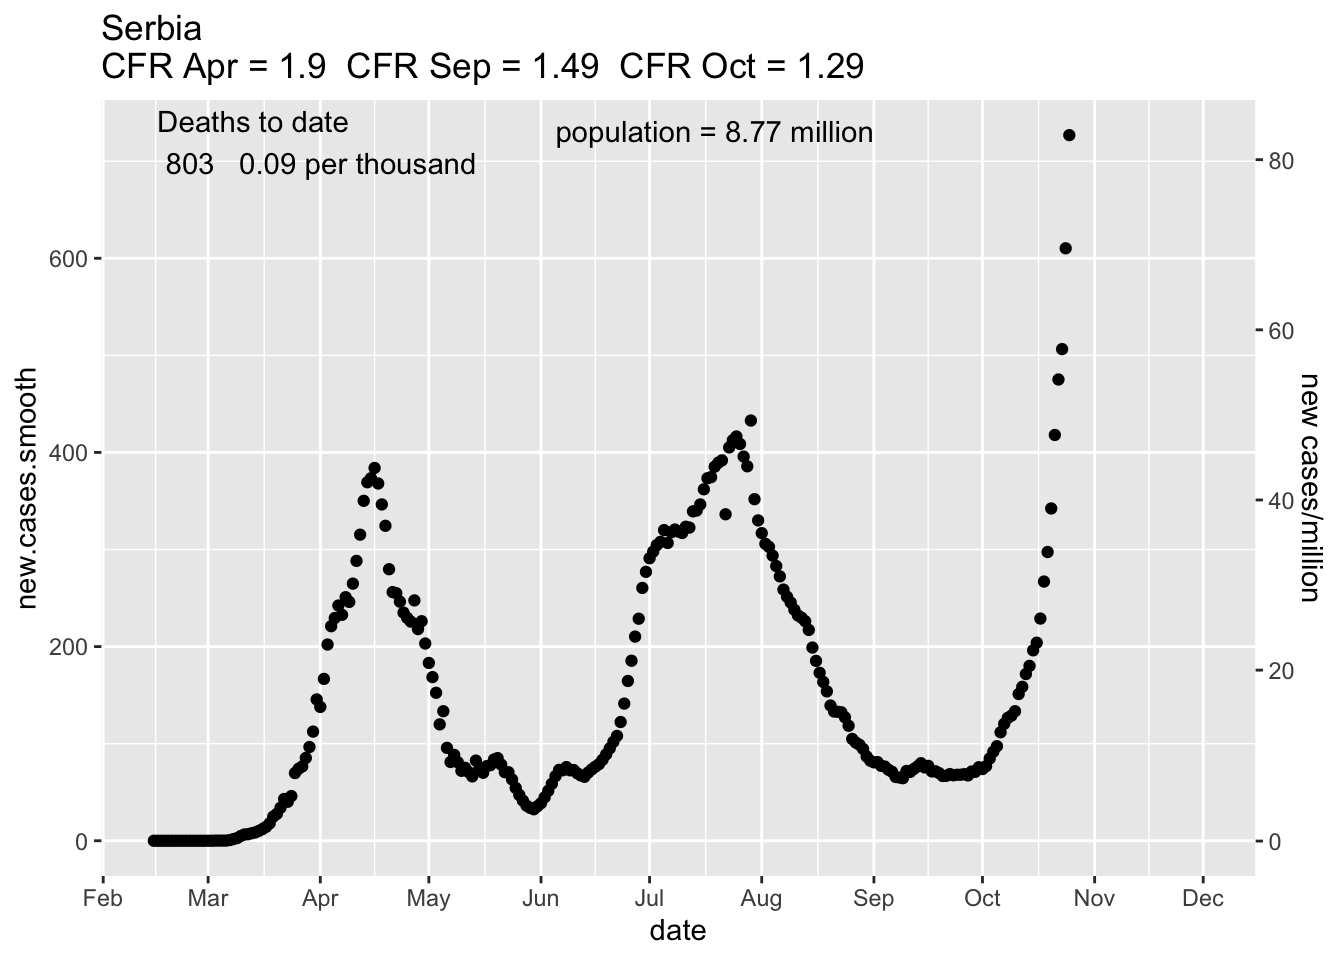 Serbia
CFR Apr = 1.9  CFR Sep = 1.49  CFR Oct = 1.29
Deaths to date
803   0.09 per thousand
population = 8.77 million
new.cases.smooth
600
400
200
0
80
60
40
20
0
new cases/million
Feb Mar Apr May Jun Jul Aug Sep Oct Nov Dec
date